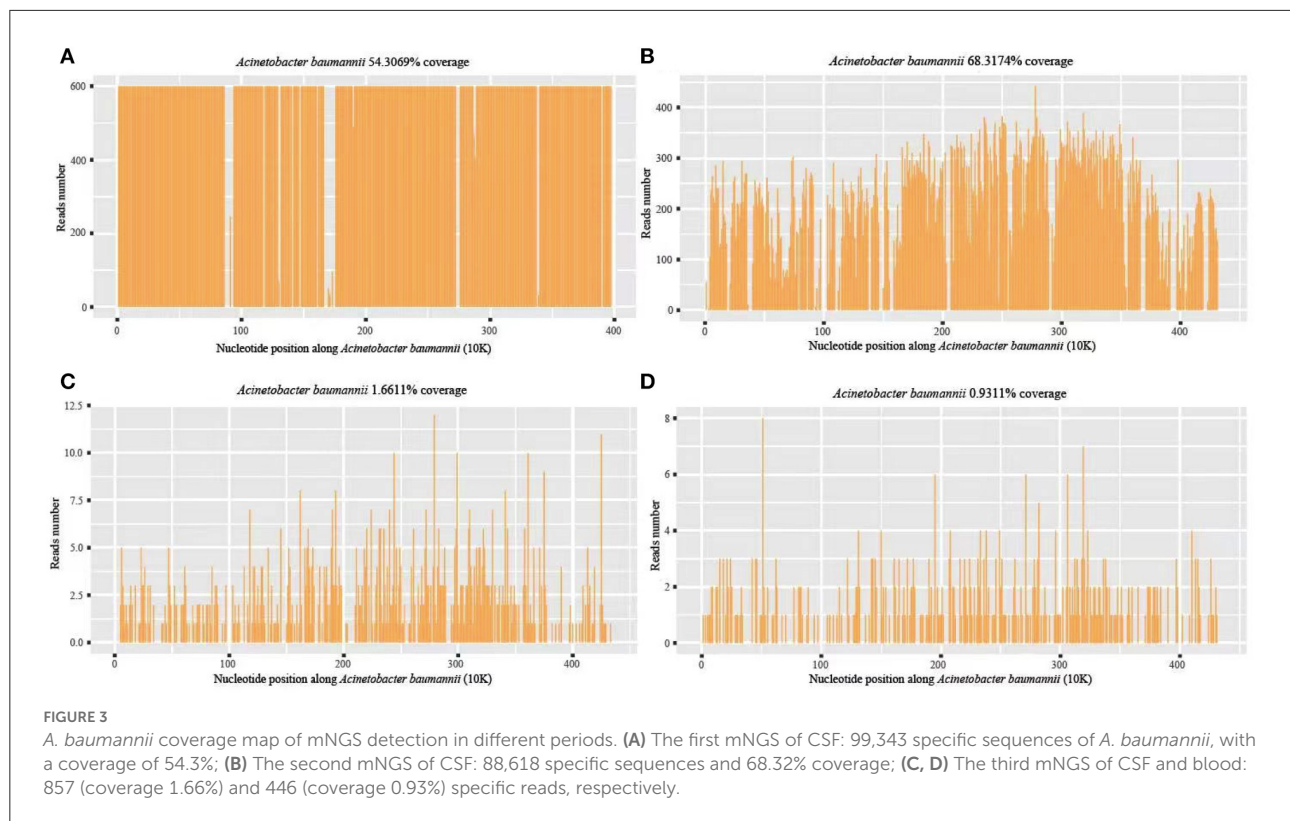 A
Acinetobacter baumannii 54.3069% coverage
Reads number
600
400
200
0
0 100 200 300 400
Nucleotide position along Acinetobacter baumannii (10K)
B
Acinetobacter baumannii 68.3174% coverage
Reads number
400
300
200
100
0
0 100 200 300 400
Nucleotide position along Acinetobacter baumannii (10K)
C
Acinetobacter baumannii 1.6611% coverage
Reads number
12.5
10.0
7.5
5.0
2.5
0.0
0 100 200 300 400
Nucleotide position along Acinetobacter baumannii (10K)
D
Acinetobacter baumannii 0.9311% coverage
Reads number
8
6
4
2
0
0 100 200 300 400
Nucleotide position along Acinetobacter baumannii (10K)
FIGURE 3
A. baumannii coverage map of mNGS detection in different periods. (A) The first mNGS of CSF: 99,343 specific sequences of A. baumannii, with
a coverage of 54.3%; (B) The second mNGS of CSF: 88,618 specific sequences and 68.32% coverage; (C, D) The third mNGS of CSF and blood:
857 (coverage 1.66%) and 446 (coverage 0.93%) specific reads, respectively.